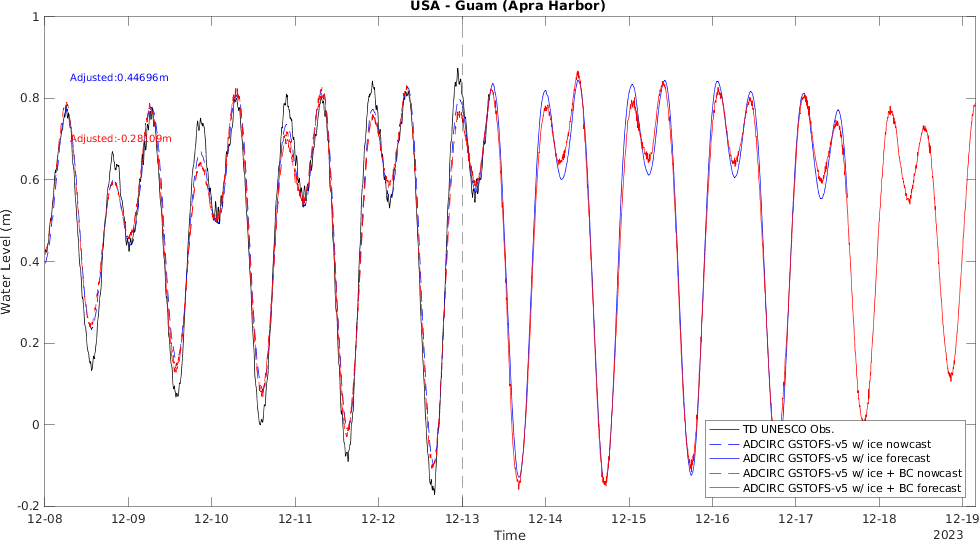 USA - Guam (Apra Harbor)
1
0.8
0.6
0.4
0.2
0
-0.2
Water Level (m)
Adjusted:0.44696m
TD UNESCO Obs.
ADCIRC GSTOFS-v5 w/ ice nowcast
ADCIRC GSTOFS-v5 w/ ice forecast
ADCIRC GSTOFS-v5 w/ ice + BC nowcast
ADCIRC GSTOFS-v5 w/ ice + BC forecast
12-08 12-09 12-10 12-11 12-12 12-13 12-14 12-15 12-16 12-17 12-18 12-19
Time
2023